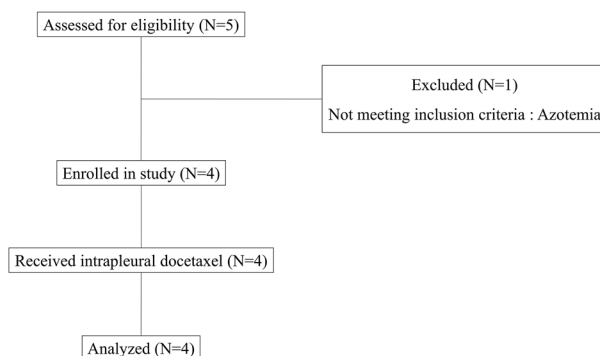 Assessed for eligibility (N=5)
Excluded (N=1)
Not meeting inclusion criteria : Azotemia
Enrolled in study (N=4)
Received intrapleural docetaxel (N=4)
Analyzed (N=4)